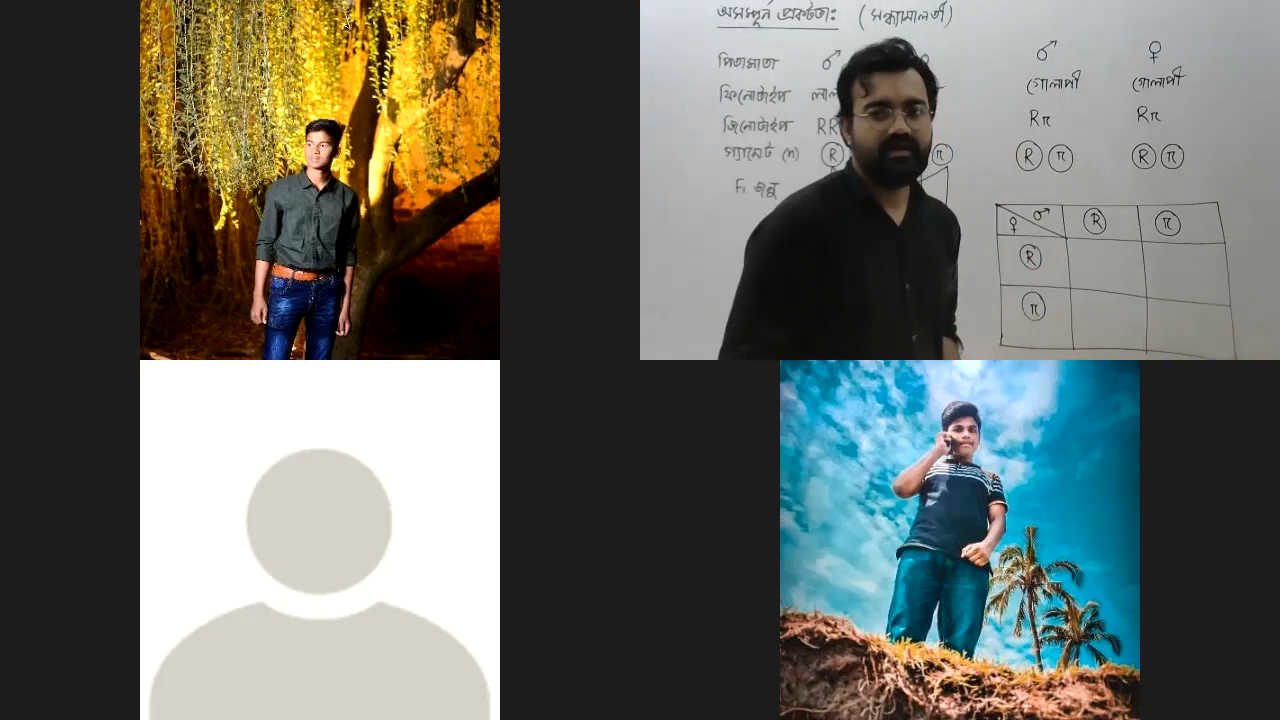 অসম্পূর্ন প্রকটতাঃ (সন্ধ্যামালতী)
পিতামাতা ♂ ♂ ♀
ফিনোটাইপ লাল গোলাপী গোলাপী
জিনোটাইপ RR Rr Rr
গ্যামেট (n) R r R r R r
F₁ জনু
♀ ♂ R r
R
r